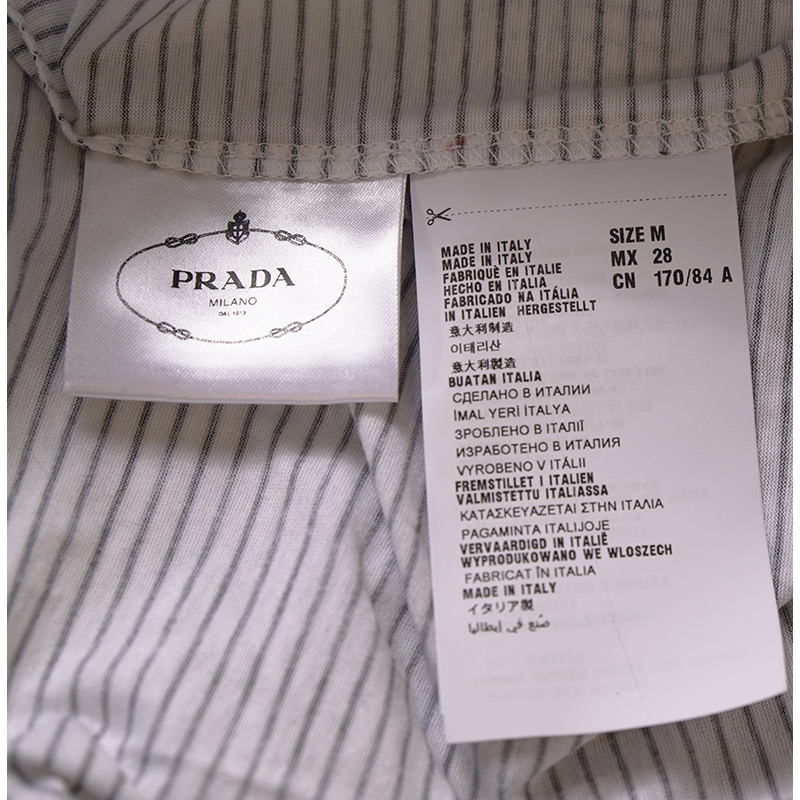 PRADA
MILANO
DAL 1913
MADE IN ITALY
MADE IN ITALY
FABRIQUÉ EN ITALIE
HECHO EN ITALIA
FABRICADO NA ITÁLIA
IN ITALIEN HERGESTELLT
意大利制造
이태리산
意大利製造
BUATAN ITALIA
СДЕЛАНО В ИТАЛИИ
İMAL YERİ İTALYA
ЗРОБЛЕНО В ІТАЛІЇ
ИЗРАБОТЕНО В ИТАЛИЯ
VYROBENO V ITÁLII
FREMSTILLET I ITALIEN
VALMISTETTU ITALIASSA
ΚΑΤΑΣΚΕΥΑΖΕΤΑΙ ΣΤΗΝ ΙΤΑΛΙΑ
PAGAMINTA ITALIJOJE
VERVAARDIGD IN ITALIË
WYPRODUKOWANO WE WLOSZECH
FABRICAT ÎN ITALIA
MADE IN ITALY
イタリア製
صنع في إيطاليا
SIZE M
MX 28
CN 170/84 A